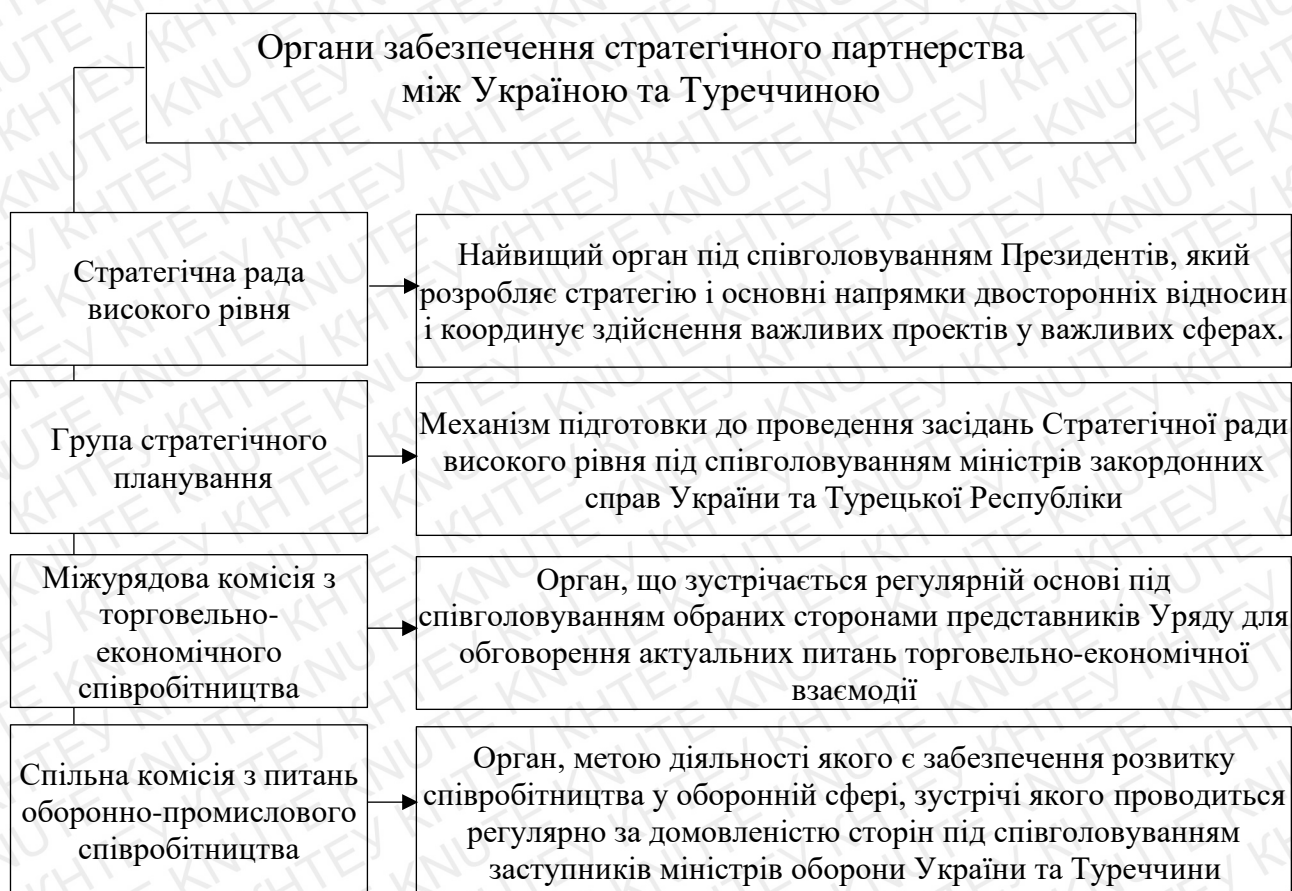 Органи забезпечення стратегічного партнерства
між Україною та Туреччиною
Стратегічна рада
високого рівня
Найвищий орган під співголовуванням Президентів, який
розробляє стратегію і основні напрямки двосторонніх відносин
і координує здійснення важливих проектів у важливих сферах.
Група стратегічного
планування
Механізм підготовки до проведення засідань Стратегічної ради
високого рівня під співголовуванням міністрів закордонних
справ України та Турецької Республіки
Міжурядова комісія з
торговельно-
економічного
співробітництва
Орган, що зустрічається регулярній основі під
співголовуванням обраних сторонами представників Уряду для
обговорення актуальних питань торговельно-економічної
взаємодії
Спільна комісія з питань
оборонно-промислового
співробітництва
Орган, метою діяльності якого є забезпечення розвитку
співробітництва у оборонній сфері, зустрічі якого проводиться
регулярно за домовленістю сторін під співголовуванням
заступників міністрів оборони України та Туреччини